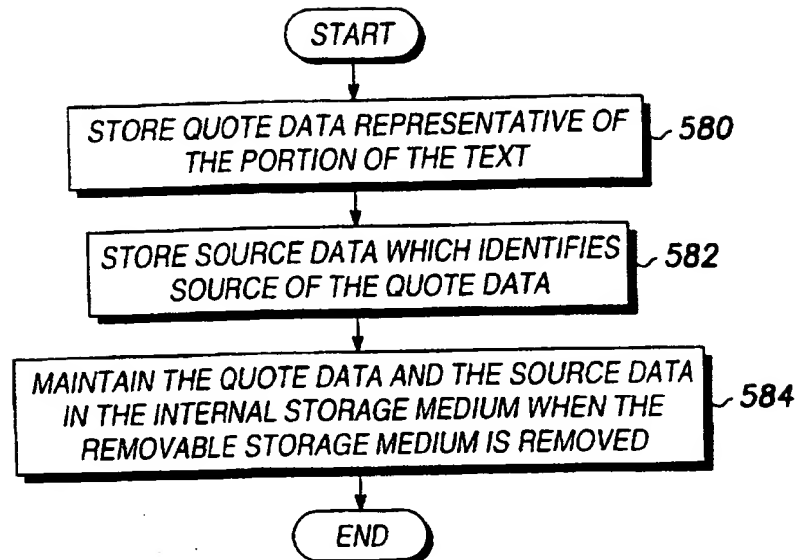 START
STORE QUOTE DATA REPRESENTATIVE OF
THE PORTION OF THE TEXT
580
STORE SOURCE DATA WHICH IDENTIFIES
SOURCE OF THE QUOTE DATA
582
MAINTAIN THE QUOTE DATA AND THE SOURCE DATA
IN THE INTERNAL STORAGE MEDIUM WHEN THE
REMOVABLE STORAGE MEDIUM IS REMOVED
584
END